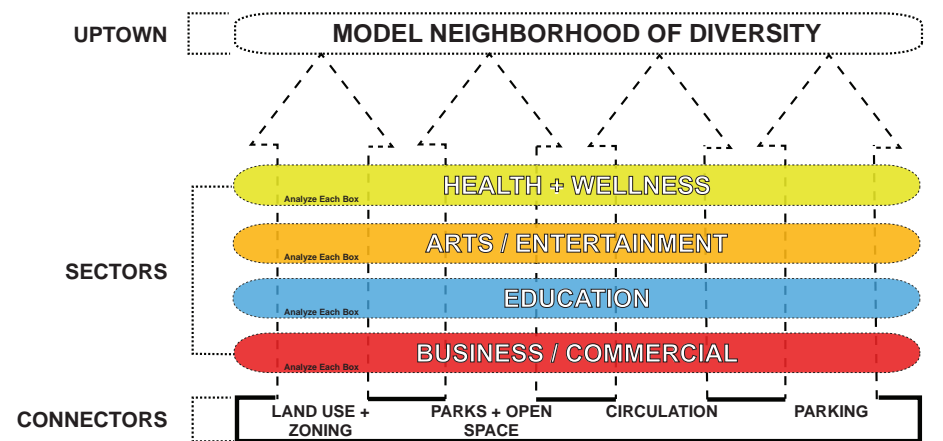 UPTOWN
MODEL NEIGHBORHOOD OF DIVERSITY
HEALTH + WELLNESS
Analyze Each Box
ARTS / ENTERTAINMENT
Analyze Each Box
SECTORS
EDUCATION
Analyze Each Box
BUSINESS / COMMERCIAL
Analyze Each Box
CONNECTORS
LAND USE +
ZONING
PARKS + OPEN
SPACE
CIRCULATION
PARKING